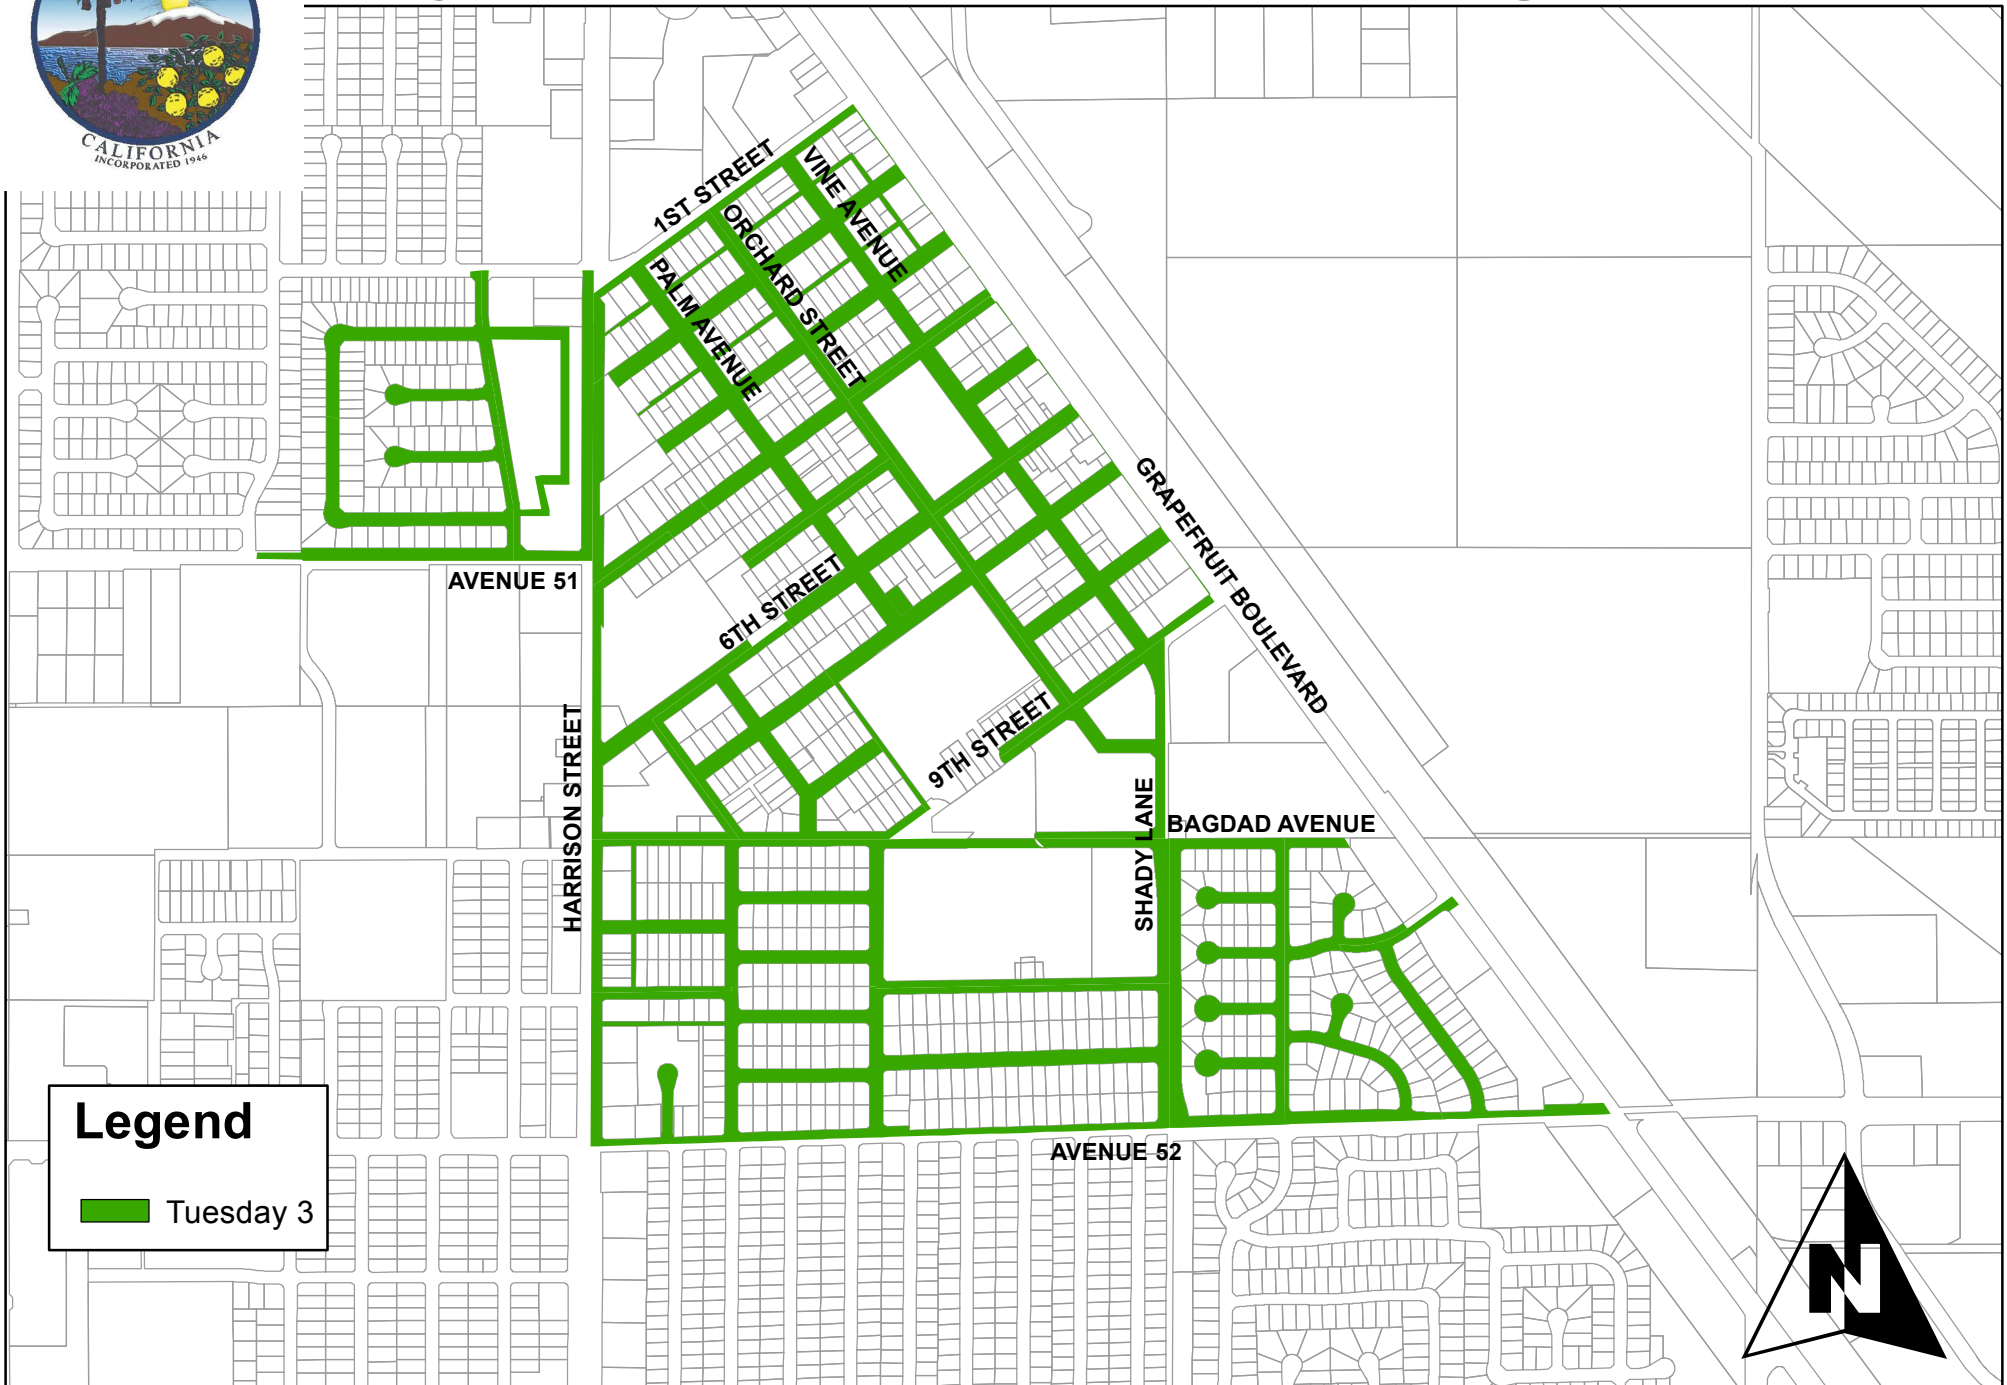 CALIFORNIA
INCORPORATED 1946
1ST STREET
VINE AVENUE
ORCHARD STREET
PALM AVENUE
GRAPEFRUIT BOULEVARD
AVENUE 51
6TH STREET
HARRISON STREET
9TH STREET
SHADY LANE
BAGDAD AVENUE
AVENUE 52
Legend
Tuesday 3
N